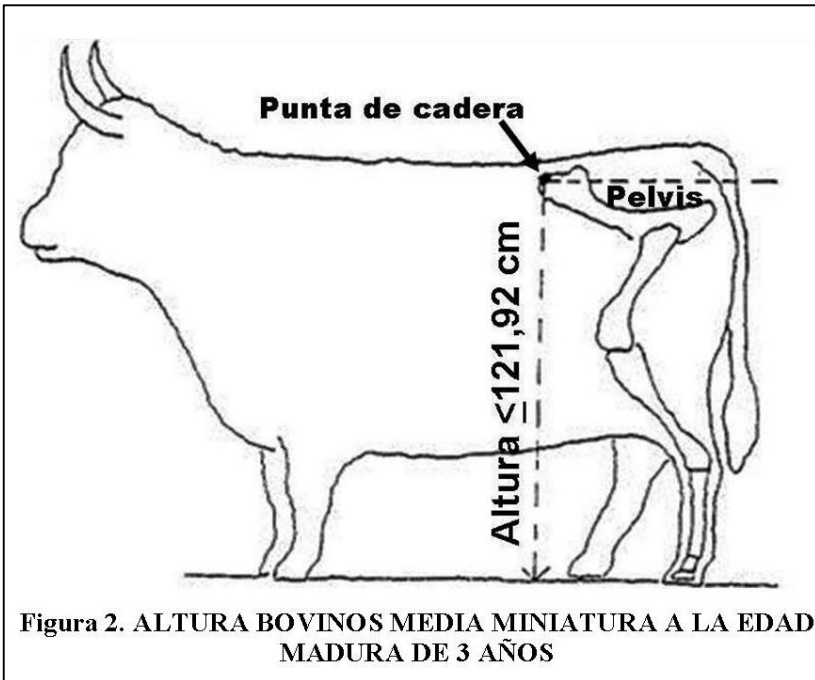 Punta de cadera
Pelvis
Altura ≤121,92 cm
Figura 2. ALTURA BOVINOS MEDIA MINIATURA A LA EDAD
MADURA DE 3 AÑOS